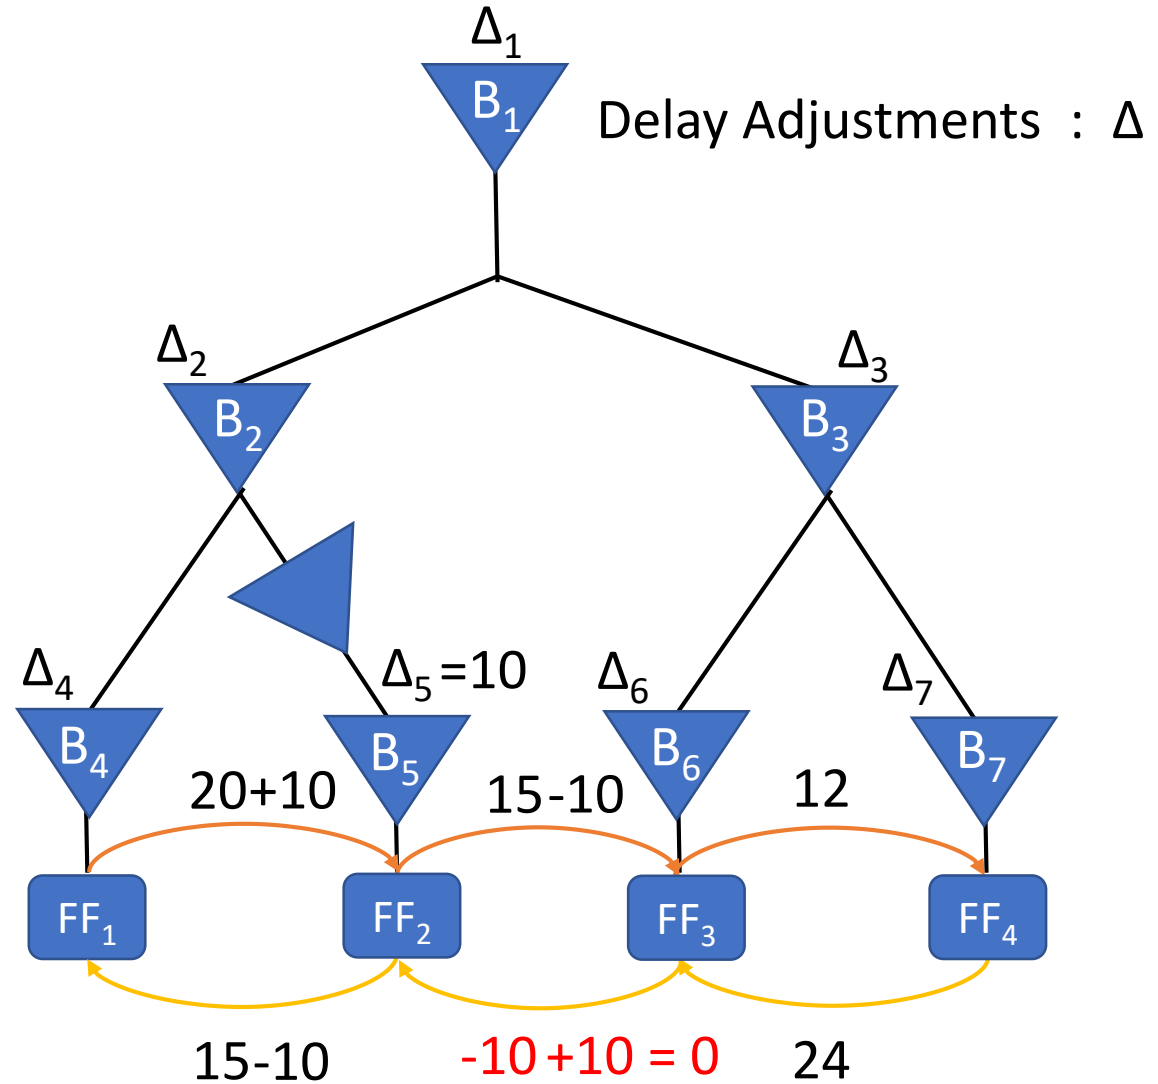 Δ₁
B₁
Delay Adjustments : Δ
Δ₂
Δ₃
B₂
B₃
Δ₄
Δ₅ =10
Δ₆
Δ₇
B₄
B₅
B₆
B₇
20+10
15-10
12
FF₁
FF₂
FF₃
FF₄
15-10
-10 +10 = 0
24